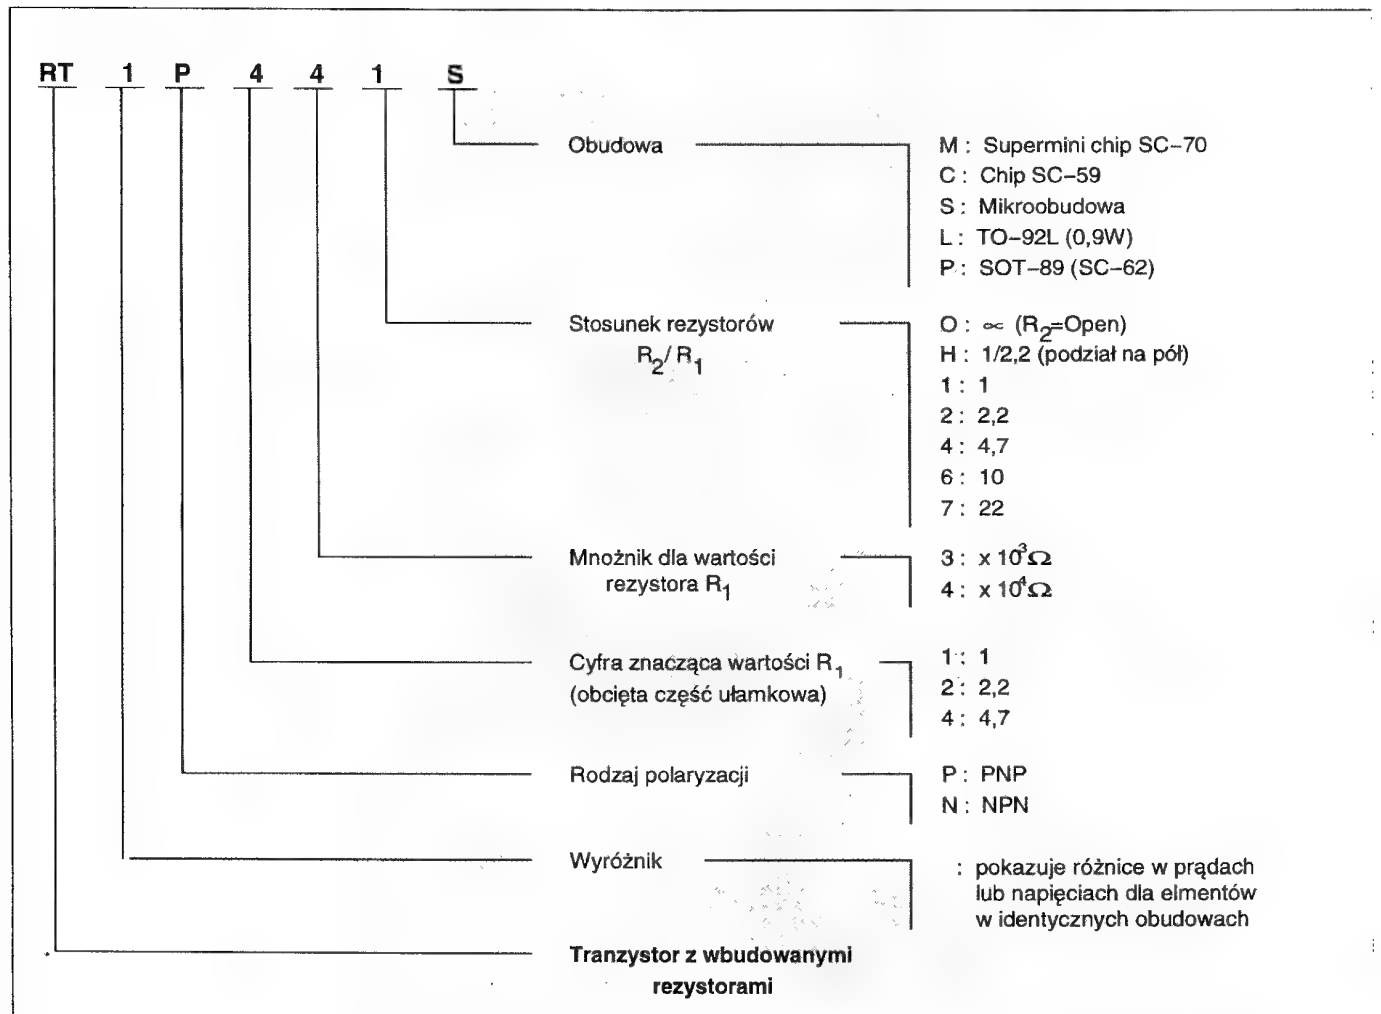 RT 1 P 4 4 1 S
Obudowa
M : Supermini chip SC–70
C : Chip SC–59
S : Mikroobudowa
L : TO–92L (0,9W)
P : SOT–89 (SC–62)
Stosunek rezystorów
R2/R1
O : ∝ (R2=Open)
H : 1/2,2 (podział na pół)
1 : 1
2 : 2,2
4 : 4,7
6 : 10
7 : 22
Mnożnik dla wartości
rezystora R1
3 : x 10³Ω
4 : x 10⁴Ω
Cyfra znacząca wartości R1
(obcięta część ułamkowa)
1 : 1
2 : 2,2
4 : 4,7
Rodzaj polaryzacji
P : PNP
N : NPN
Wyróżnik
: pokazuje różnice w prądach
lub napięciach dla elmentów
w identycznych obudowach
Tranzystor z wbudowanymi
rezystorami